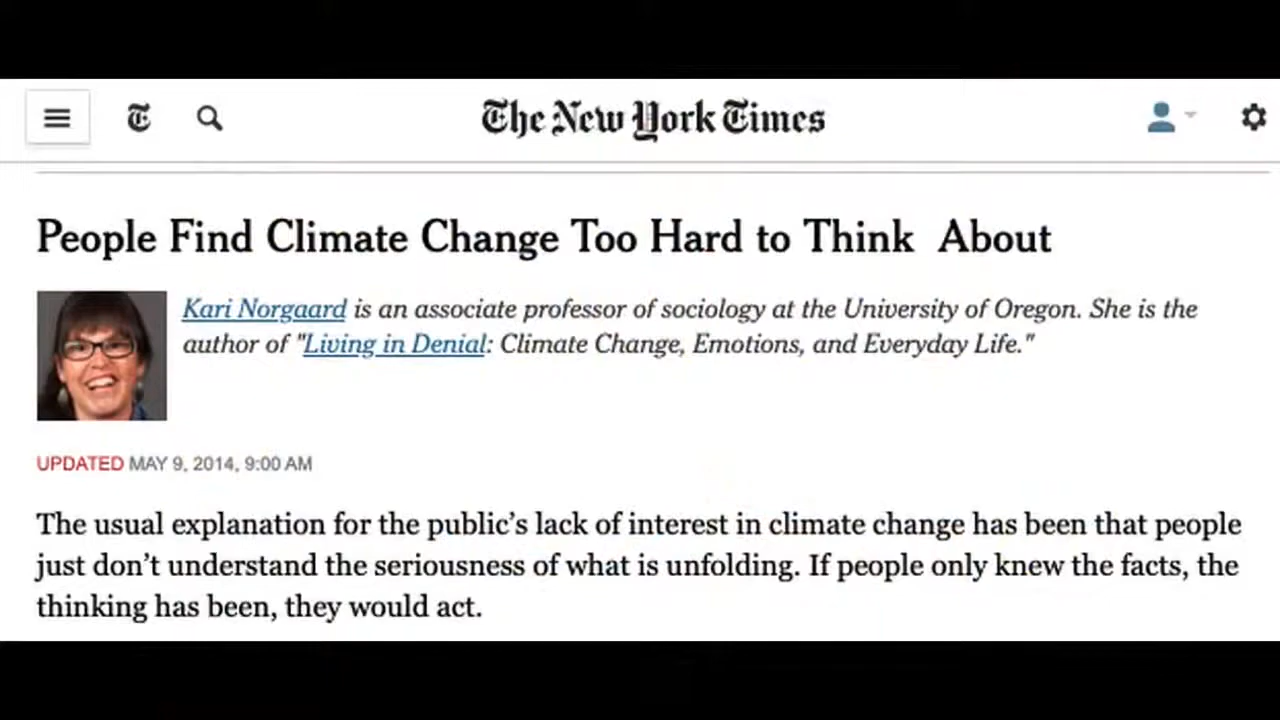 The New York Times
People Find Climate Change Too Hard to Think About
Kari Norgaard is an associate professor of sociology at the University of Oregon. She is the
author of "Living in Denial: Climate Change, Emotions, and Everyday Life."
UPDATED MAY 9, 2014, 9:00 AM
The usual explanation for the public’s lack of interest in climate change has been that people
just don’t understand the seriousness of what is unfolding. If people only knew the facts, the
thinking has been, they would act.